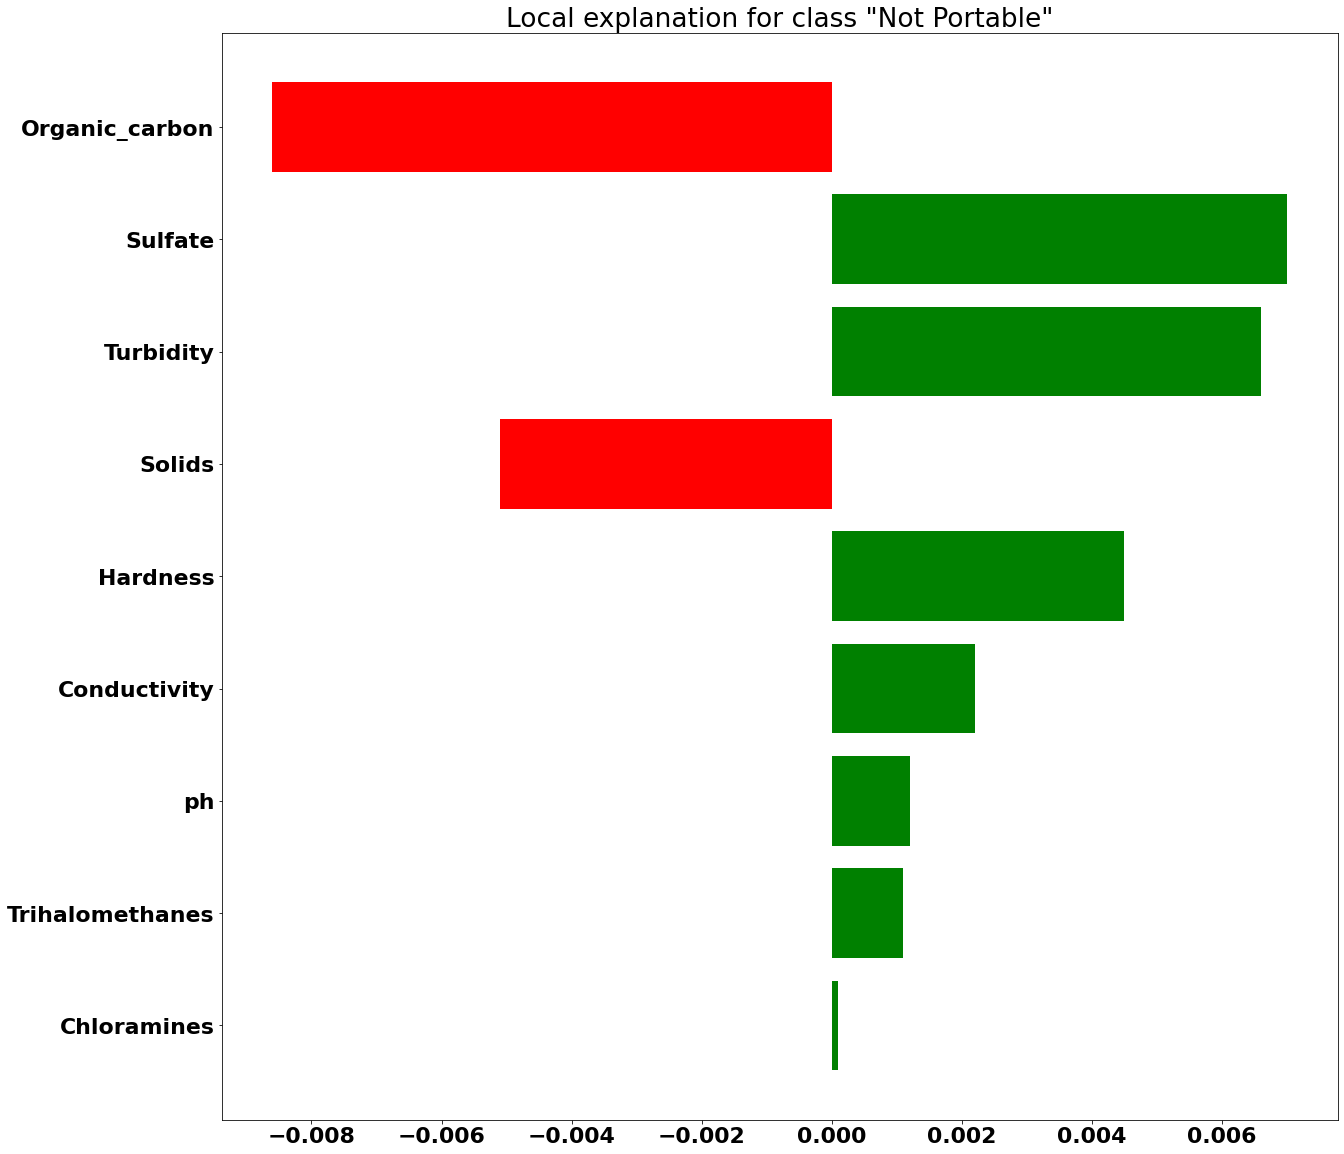 Local explanation for class "Not Portable"
Organic_carbon
Sulfate
Turbidity
Solids
Hardness
Conductivity
ph
Trihalomethanes
Chloramines
−0.008 −0.006 −0.004 −0.002 0.000 0.002 0.004 0.006